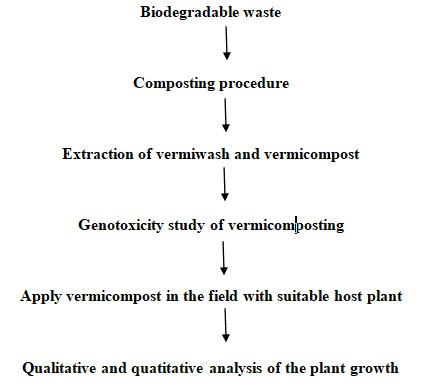 Biodegradable waste
Composting procedure
Extraction of vermiwash and vermicompost
Genotoxicity study of vermicomposting
Apply vermicompost in the field with suitable host plant
Qualitative and quatitative analysis of the plant growth